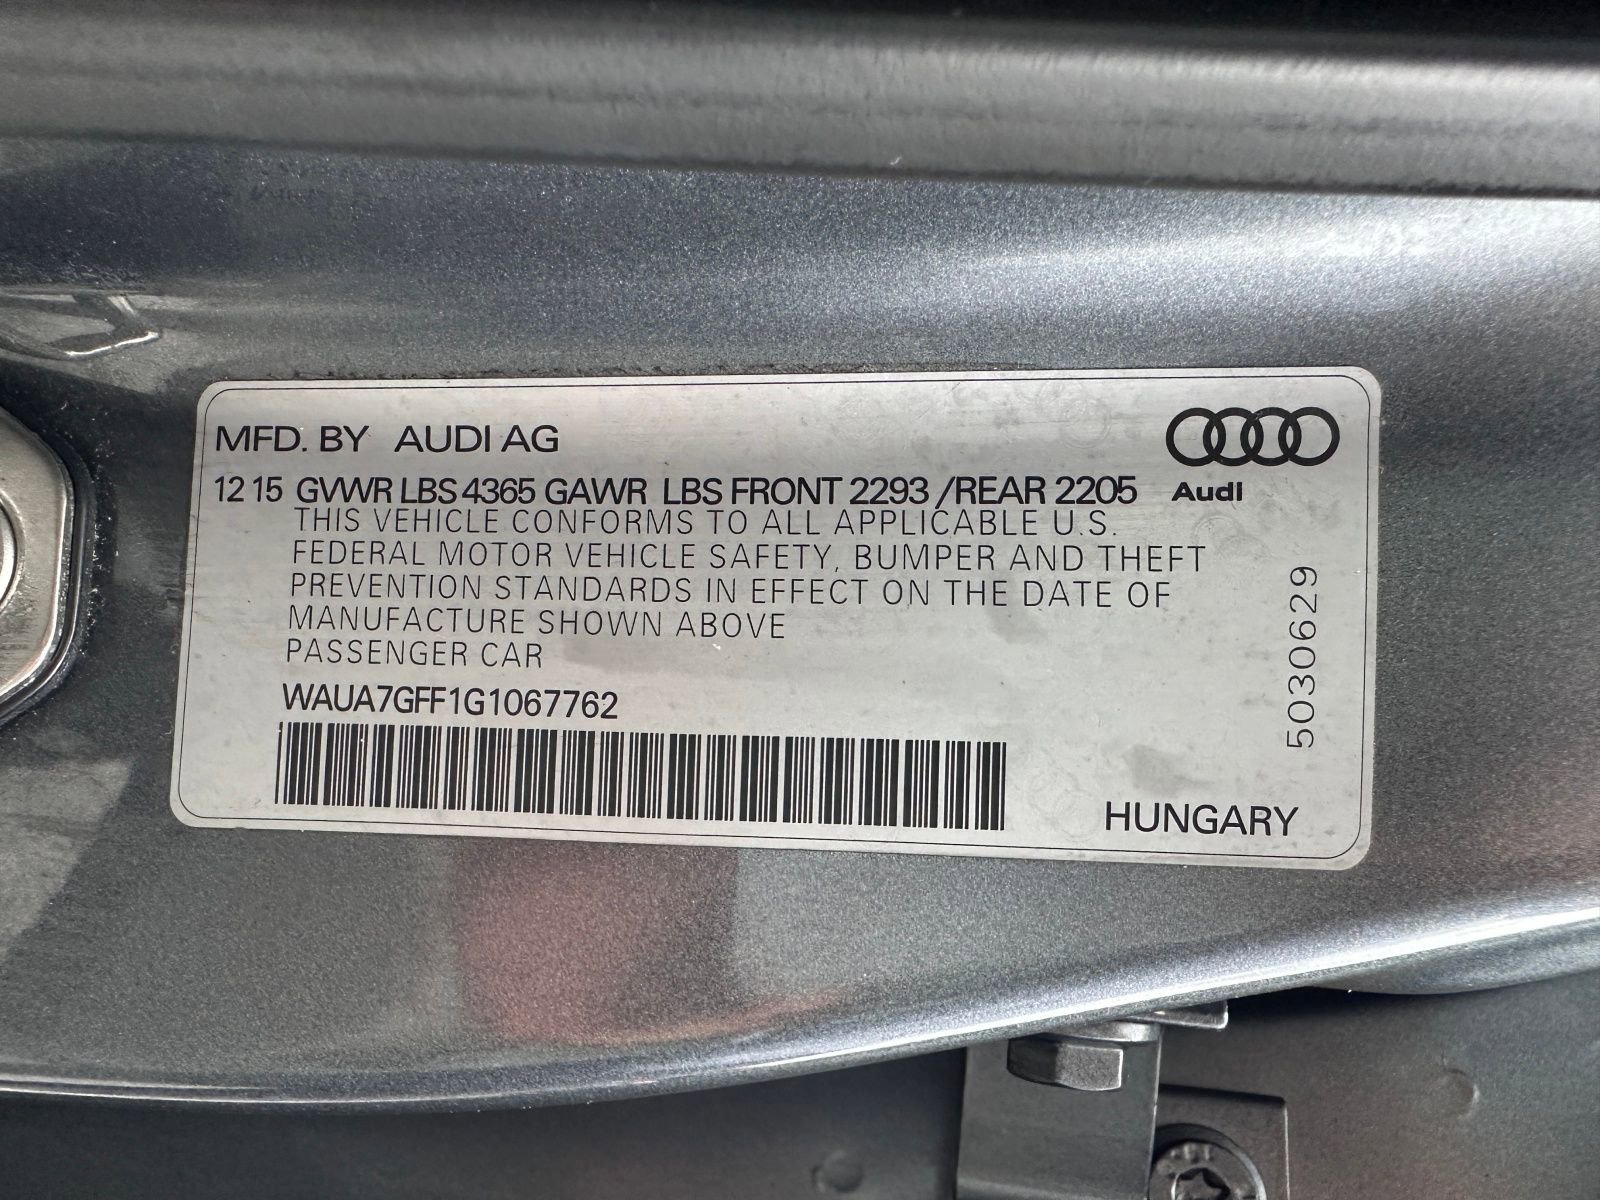 MFD. BY AUDI AG
12 15 GVWR LBS 4365 GAWR LBS FRONT 2293 /REAR 2205
Audi
THIS VEHICLE CONFORMS TO ALL APPLICABLE U.S.
FEDERAL MOTOR VEHICLE SAFETY, BUMPER AND THEFT
PREVENTION STANDARDS IN EFFECT ON THE DATE OF
MANUFACTURE SHOWN ABOVE
PASSENGER CAR
WAUA7GFF1G1067762
5030629
HUNGARY